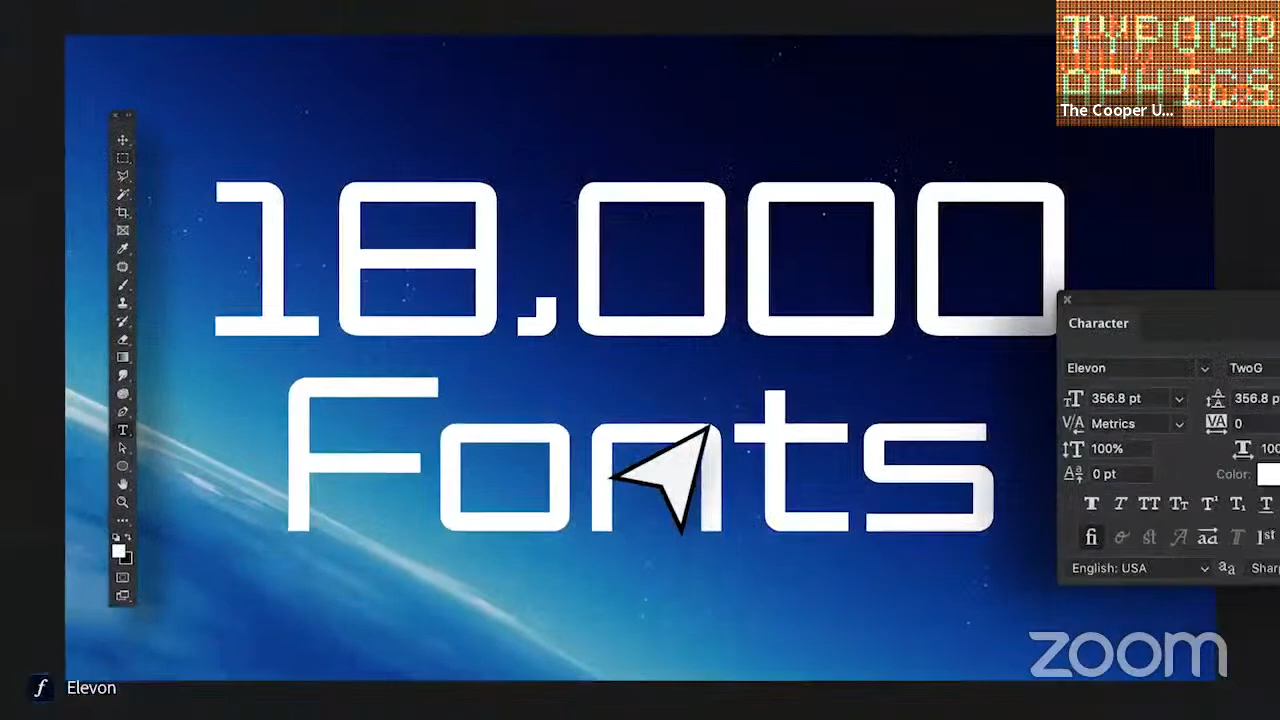 TYPOGR
APHICS
The Cooper U...
18,000
Fonts
Character
Elevon
TwoG
356.8 pt
356.8 p
Metrics
0
100%
100
0 pt
Color:
English: USA
Shar
Elevon
zoom